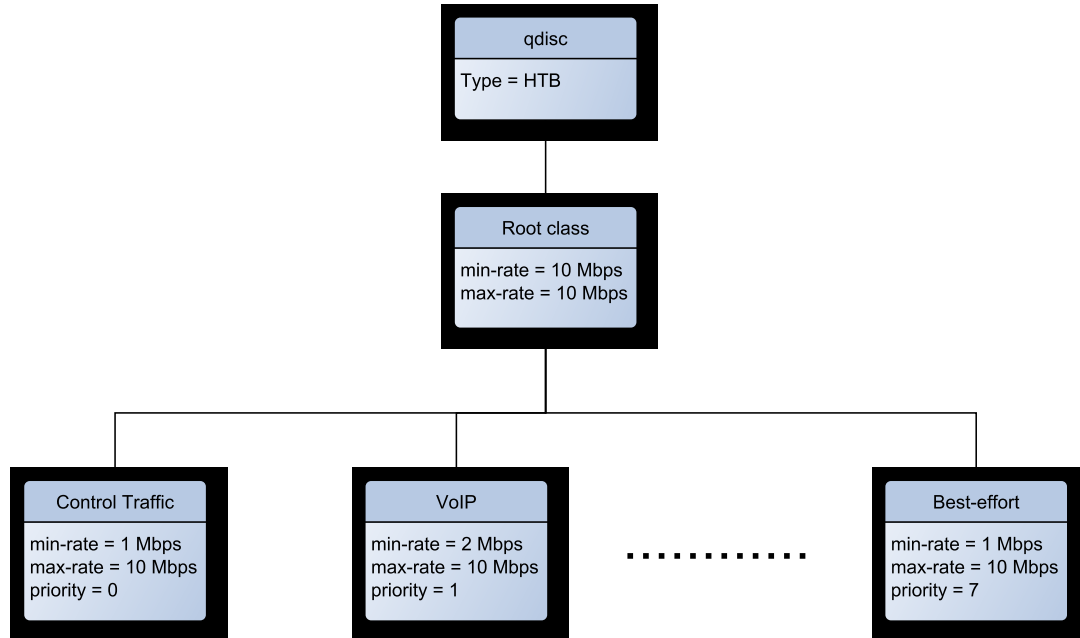 qdisc
Type = HTB
Root class
min-rate = 10 Mbps
max-rate = 10 Mbps
Control Traffic
min-rate = 1 Mbps
max-rate = 10 Mbps
priority = 0
VoIP
min-rate = 2 Mbps
max-rate = 10 Mbps
priority = 1
Best-effort
min-rate = 1 Mbps
max-rate = 10 Mbps
priority = 7